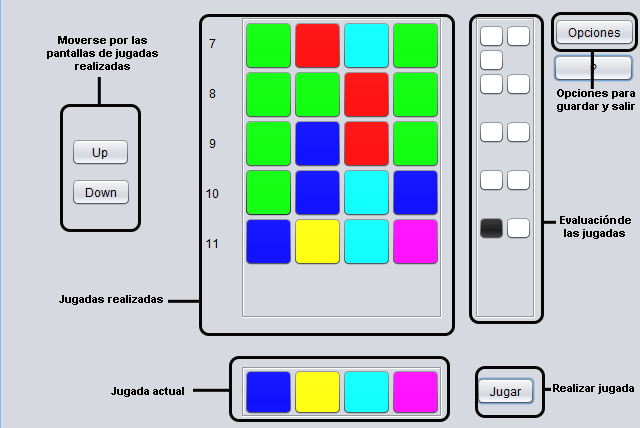 Moverse por las
pantallas de jugadas
realizadas
Up
Down
7
8
9
10
11
Jugadas realizadas
Opciones
Opciones para
guardar y salir
Evaluación de
las jugadas
Jugada actual
Jugar
Realizar jugada